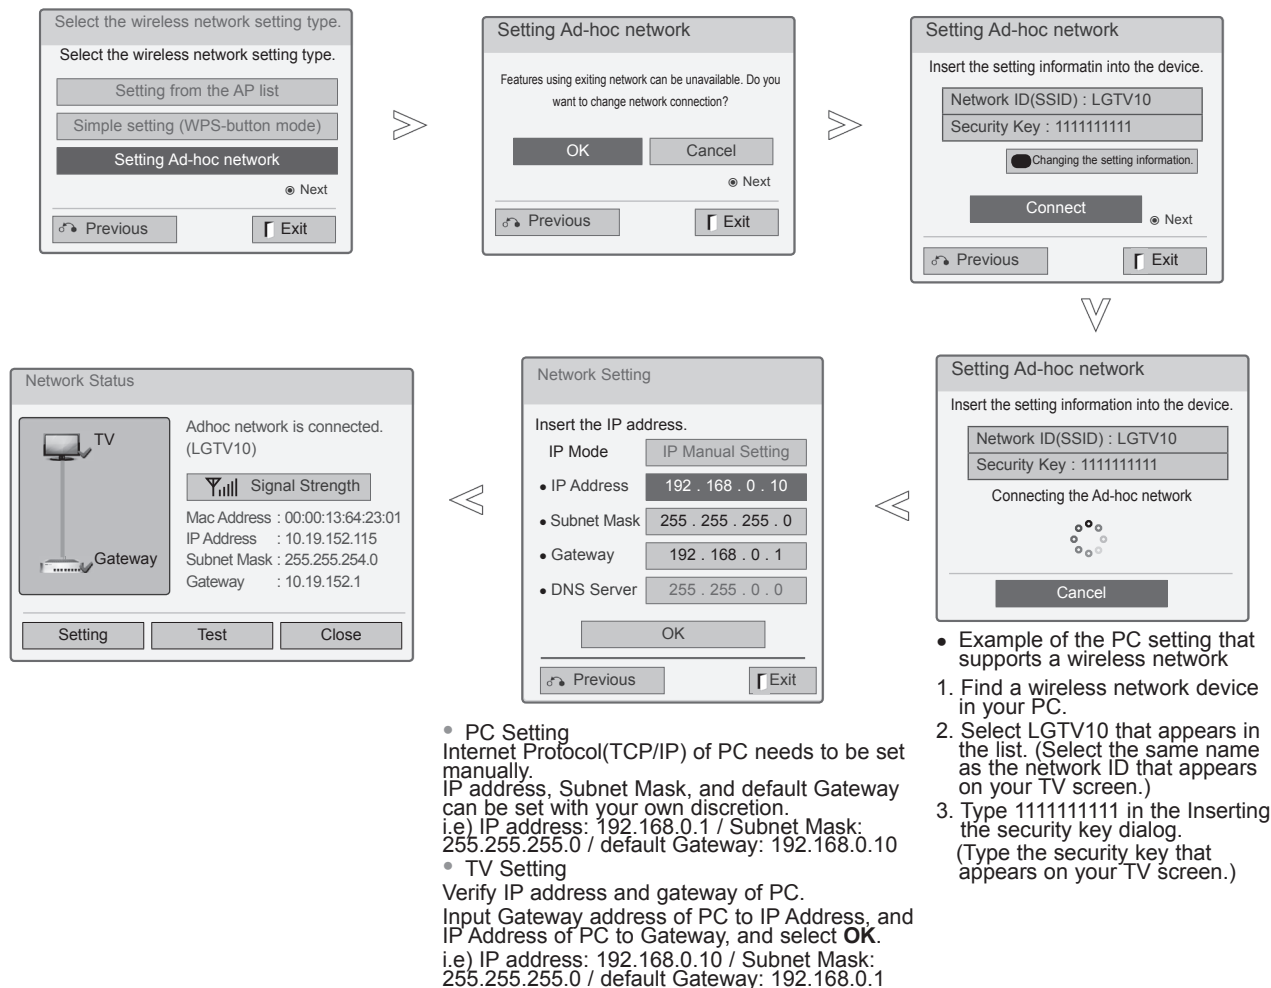 Select the wireless network setting type.
Select the wireless network setting type.
Setting from the AP list
Simple setting (WPS-button mode)
Setting Ad-hoc network
Next
Previous
Exit
Setting Ad-hoc network
Features using exiting network can be unavailable. Do you
want to change network connection?
OK
Cancel
Next
Previous
Exit
Setting Ad-hoc network
Insert the setting informatin into the device.
Network ID(SSID) : LGTV10
Security Key : 1111111111
Changing the setting information.
Connect
Next
Previous
Exit
Setting Ad-hoc network
Insert the setting information into the device.
Network ID(SSID) : LGTV10
Security Key : 1111111111
Connecting the Ad-hoc network
Cancel
• Example of the PC setting that
supports a wireless network
1. Find a wireless network device
in your PC.
2. Select LGTV10 that appears in
the list. (Select the same name
as the network ID that appears
on your TV screen.)
3. Type 1111111111 in the Inserting
the security key dialog.
(Type the security key that
appears on your TV screen.)
Network Setting
Insert the IP address.
IP Mode IP Manual Setting
• IP Address 192 . 168 . 0 . 10
• Subnet Mask 255 . 255 . 255 . 0
• Gateway 192 . 168 . 0 . 1
• DNS Server 255 . 255 . 0 . 0
OK
Previous
Exit
• PC Setting
Internet Protocol(TCP/IP) of PC needs to be set
manually.
IP address, Subnet Mask, and default Gateway
can be set with your own discretion.
i.e) IP address: 192.168.0.1 / Subnet Mask:
255.255.255.0 / default Gateway: 192.168.0.10
• TV Setting
Verify IP address and gateway of PC.
Input Gateway address of PC to IP Address, and
IP Address of PC to Gateway, and select OK.
i.e) IP address: 192.168.0.10 / Subnet Mask:
255.255.255.0 / default Gateway: 192.168.0.1
Network Status
TV
Gateway
Adhoc network is connected.
(LGTV10)
Signal Strength
Mac Address : 00:00:13:64:23:01
IP Address : 10.19.152.115
Subnet Mask : 255.255.254.0
Gateway : 10.19.152.1
Setting
Test
Close